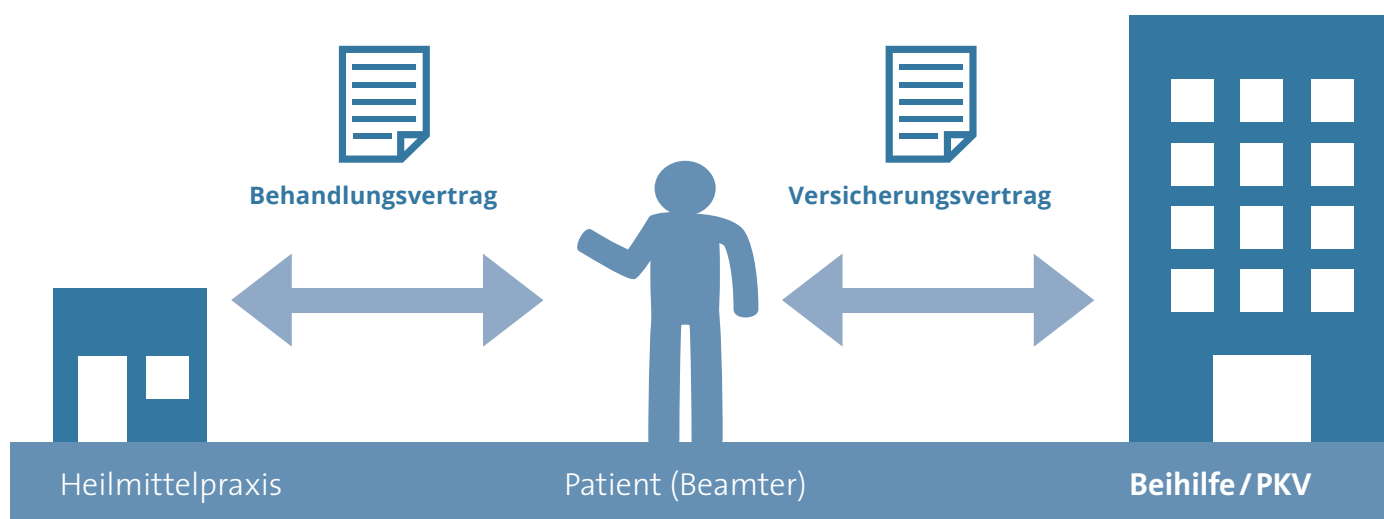 Behandlungsvertrag
Versicherungsvertrag
Heilmittelpraxis
Patient (Beamter)
Beihilfe / PKV